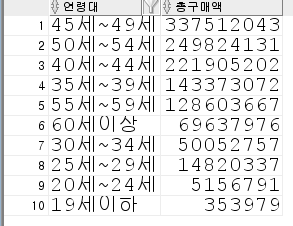 연령대 총구매액
1 45세~49세 337512043
2 50세~54세 249824131
3 40세~44세 221905202
4 35세~39세 143373072
5 55세~59세 128603667
6 60세이상 69637976
7 30세~34세 50052757
8 25세~29세 14820337
9 20세~24세 5156791
10 19세이하 353979